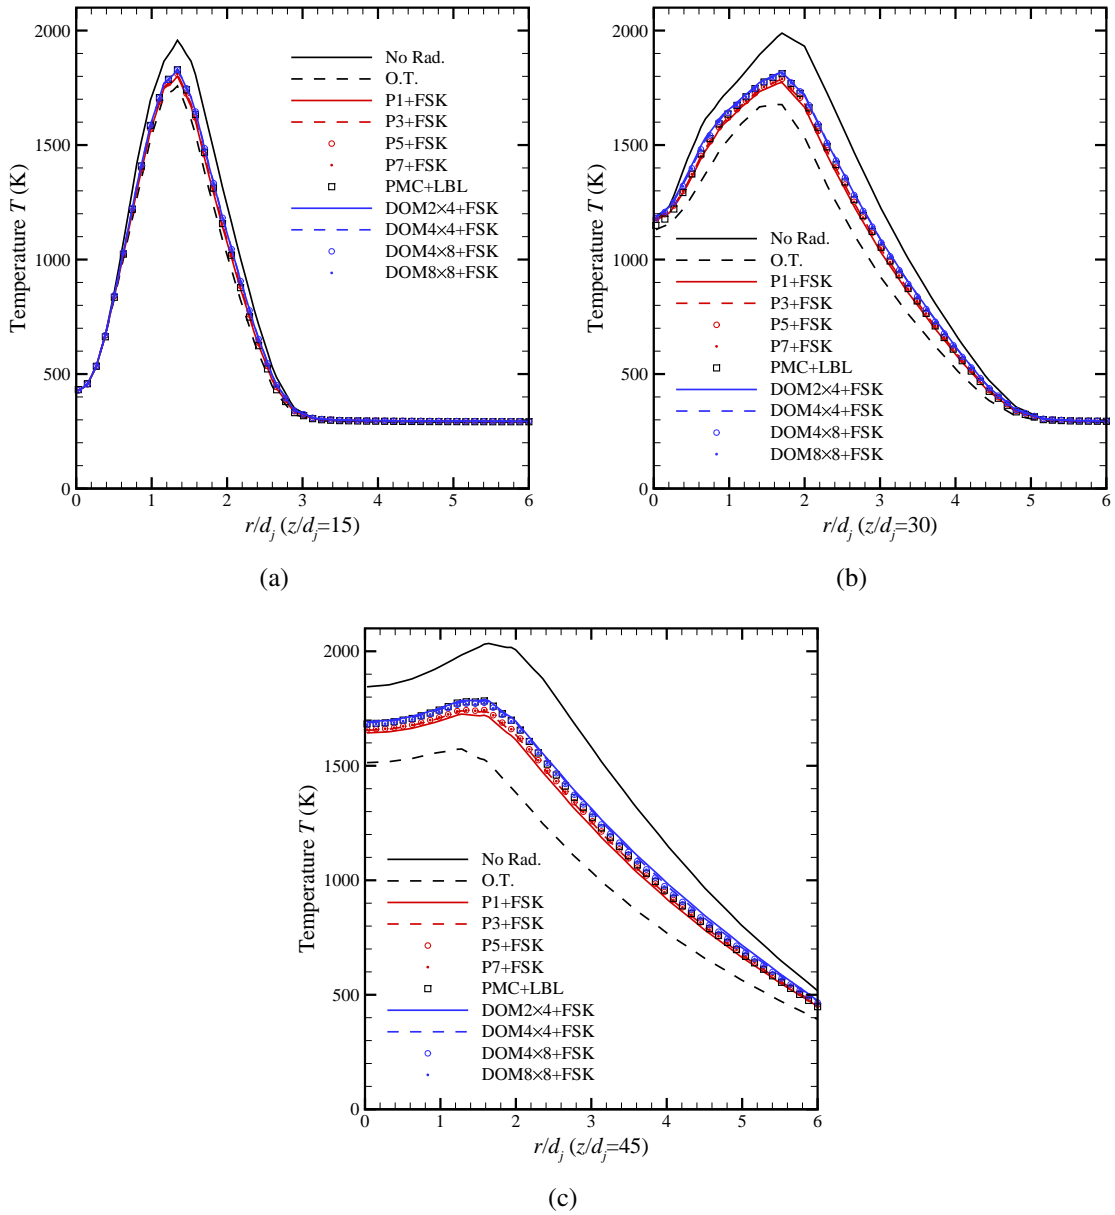 2000
1500
1000
500
0
Temperature T (K)
No Rad.
O.T.
P1+FSK
P3+FSK
P5+FSK
P7+FSK
PMC+LBL
DOM2×4+FSK
DOM4×4+FSK
DOM4×8+FSK
DOM8×8+FSK
0 1 2 3 4 5 6
r/d_j (z/d_j=15)
(a)
2000
1500
1000
500
0
Temperature T (K)
No Rad.
O.T.
P1+FSK
P3+FSK
P5+FSK
P7+FSK
PMC+LBL
DOM2×4+FSK
DOM4×4+FSK
DOM4×8+FSK
DOM8×8+FSK
0 1 2 3 4 5 6
r/d_j (z/d_j=30)
(b)
2000
1500
1000
500
0
Temperature T (K)
No Rad.
O.T.
P1+FSK
P3+FSK
P5+FSK
P7+FSK
PMC+LBL
DOM2×4+FSK
DOM4×4+FSK
DOM4×8+FSK
DOM8×8+FSK
0 1 2 3 4 5 6
r/d_j (z/d_j=45)
(c)